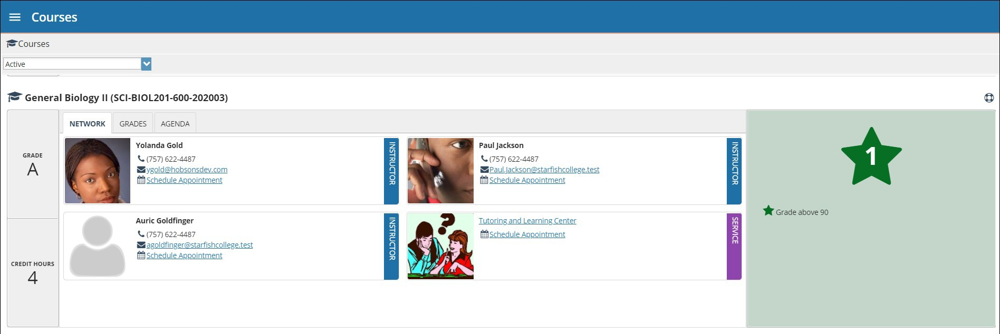 Courses
Courses
Active
General Biology II (SCI-BIOL201-600-202003)
GRADE
A
CREDIT HOURS
4
NETWORK GRADES AGENDA
Yolanda Gold
(757) 622-4487
ygold@hobsonsdev.com
Schedule Appointment
INSTRUCTOR
Paul Jackson
(757) 622-4487
Paul.Jackson@starfishcollege.test
Schedule Appointment
INSTRUCTOR
Auric Goldfinger
(757) 622-4487
agoldfinger@starfishcollege.test
Schedule Appointment
INSTRUCTOR
?
Tutoring and Learning Center
Schedule Appointment
SERVICE
1
Grade above 90